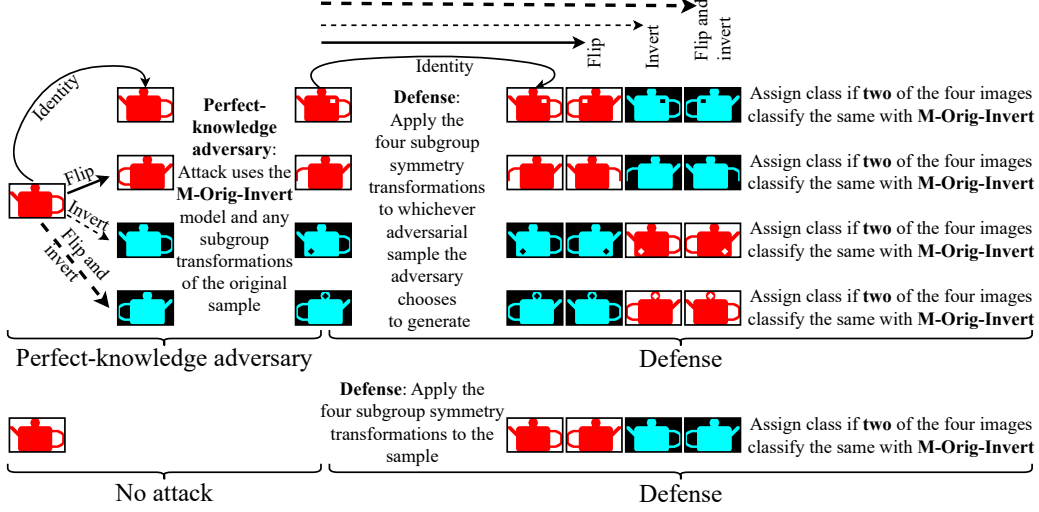 Flip
Invert
Flip and
invert
Identity
Identity
Flip
Invert
Flip and
invert
Perfect-
knowledge
adversary:
Attack uses the
M-Orig-Invert
model and any
subgroup
transformations
of the original
sample
Defense:
Apply the
four subgroup
symmetry
transformations
to whichever
adversarial
sample the
adversary
chooses
to generate
Assign class if two of the four images
classify the same with M-Orig-Invert
Assign class if two of the four images
classify the same with M-Orig-Invert
Assign class if two of the four images
classify the same with M-Orig-Invert
Assign class if two of the four images
classify the same with M-Orig-Invert
Perfect-knowledge adversary
Defense
Defense: Apply the
four subgroup symmetry
transformations to the
sample
Assign class if two of the four images
classify the same with M-Orig-Invert
No attack
Defense